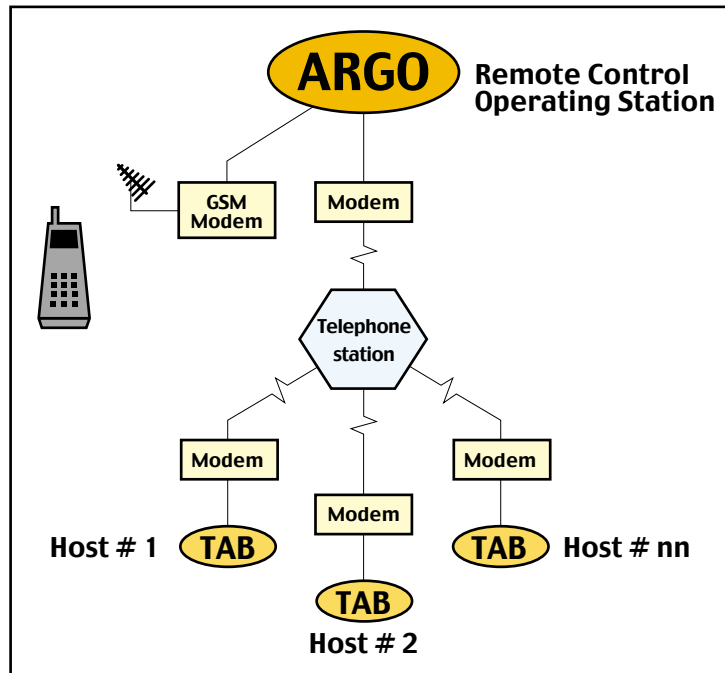 ARGO
Remote Control
Operating Station
GSM
Modem
Modem
Telephone
station
Modem
Modem
Modem
Host # 1
TAB
TAB
Host # nn
TAB
Host # 2